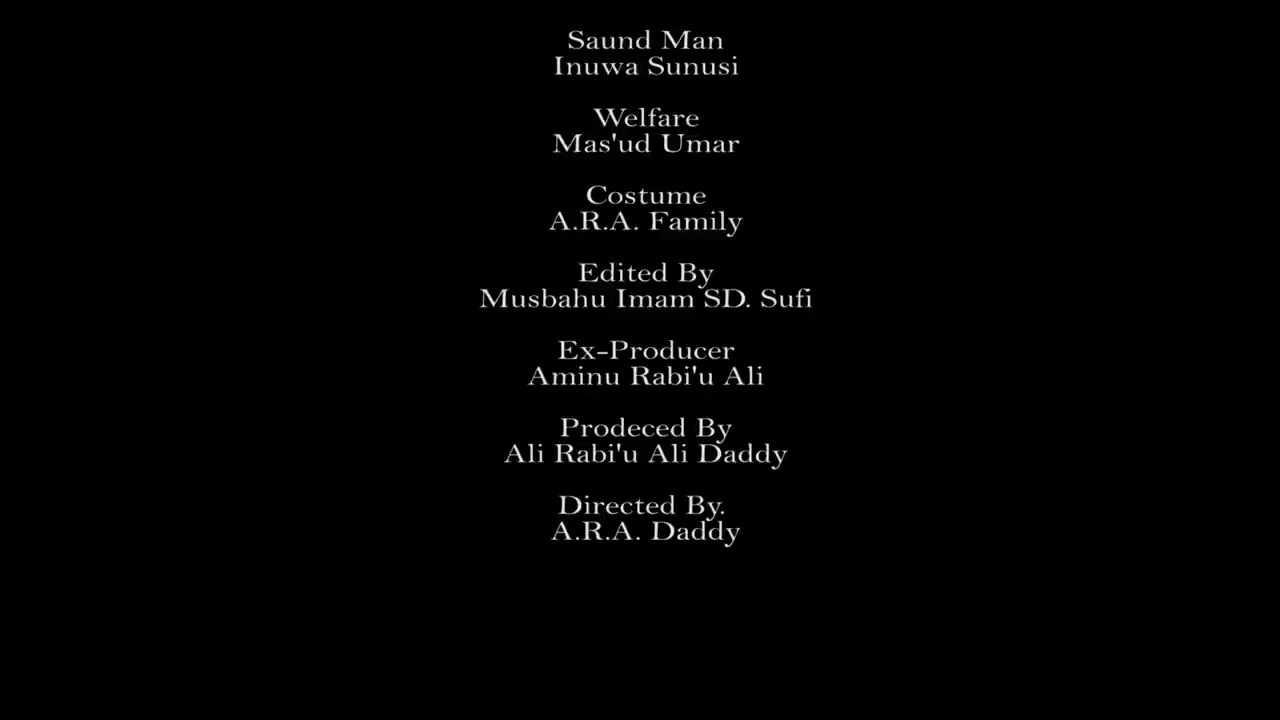 Saund Man
Inuwa Sunusi
Welfare
Mas'ud Umar
Costume
A.R.A. Family
Edited By
Musbahu Imam SD. Sufi
Ex-Producer
Aminu Rabi'u Ali
Prodeced By
Ali Rabi'u Ali Daddy
Directed By.
A.R.A. Daddy